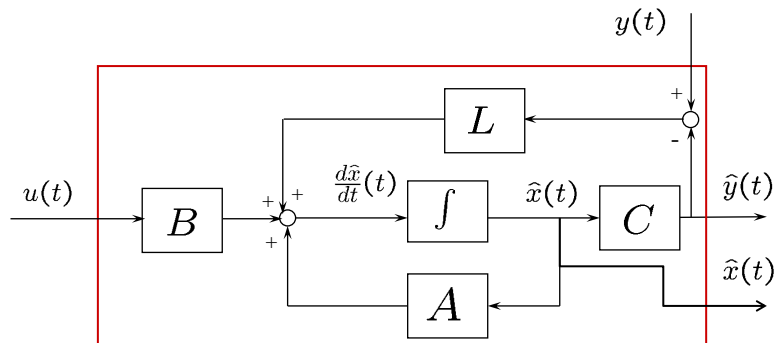 y(t)
+
L
-
u(t)
B
+ +
+
dx̂/dt (t)
∫
x̂(t)
C
ŷ(t)
x̂(t)
A